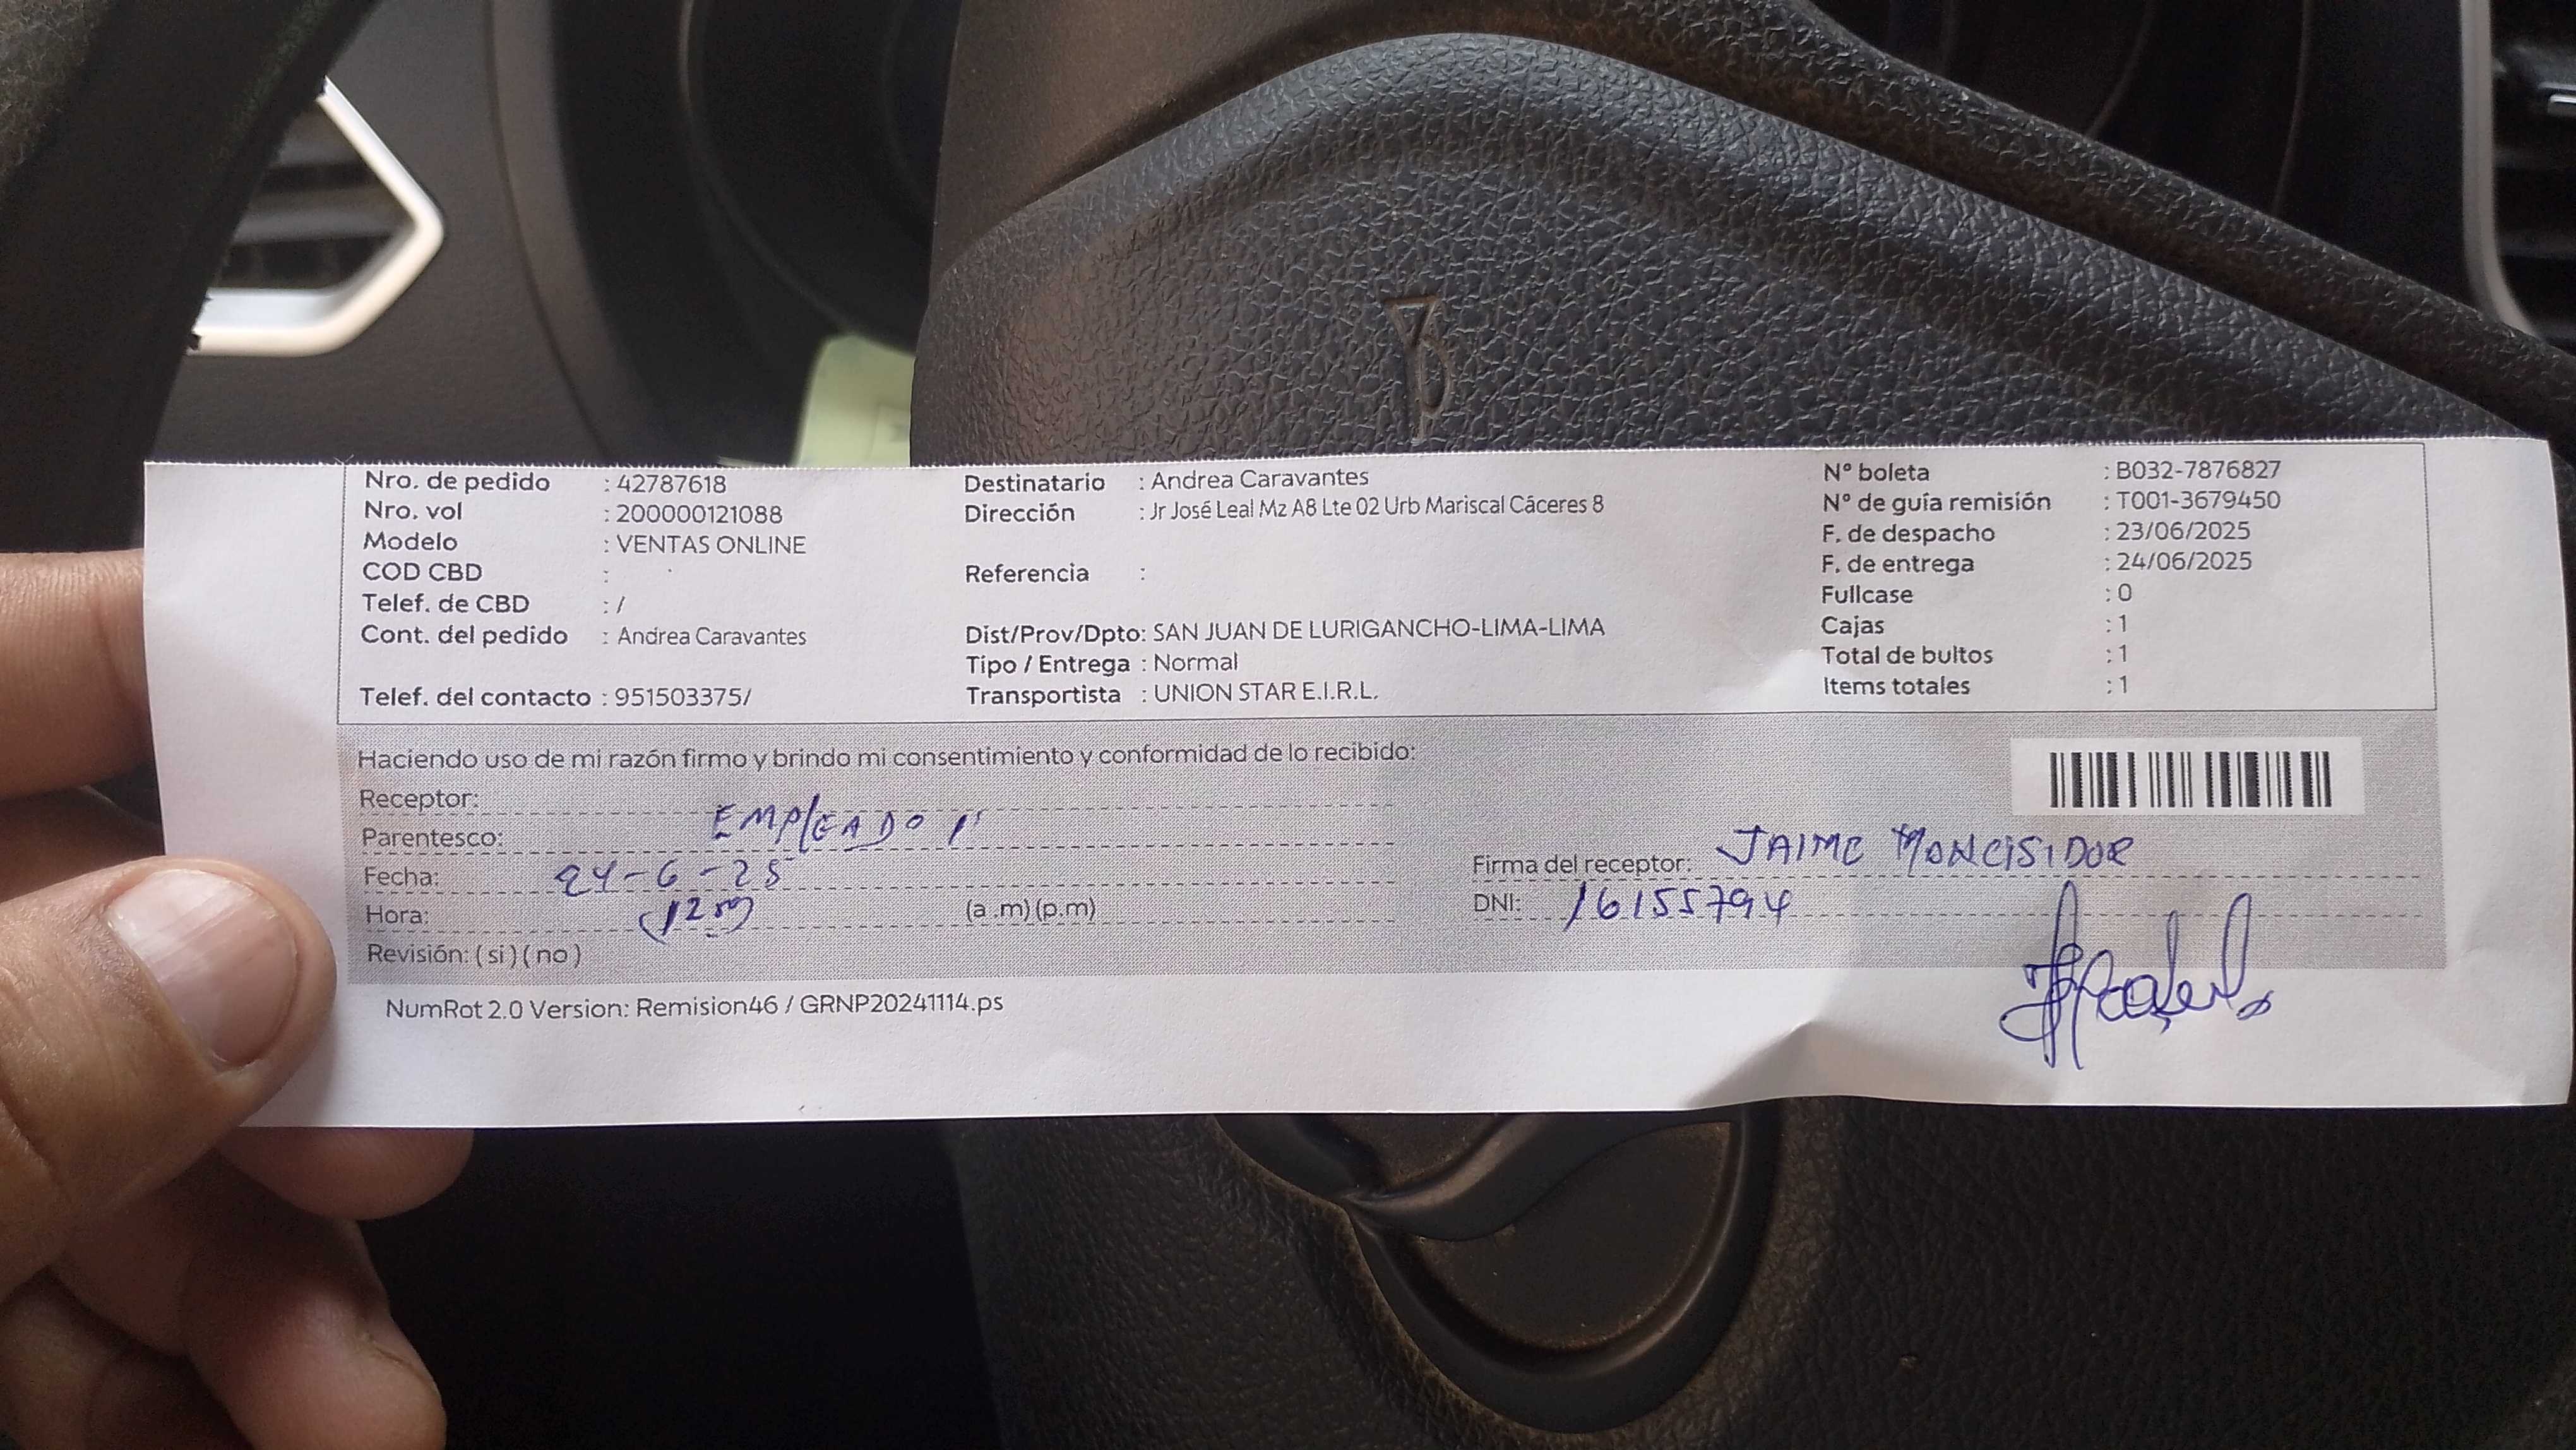 Nro. de pedido : 42787618
Nro. vol : 200000121088
Modelo : VENTAS ONLINE
COD CBD :
Telef. de CBD : /
Cont. del pedido : Andrea Caravantes
Telef. del contacto : 951503375/
Destinatario : Andrea Caravantes
Dirección : Jr José Leal Mz A8 Lte 02 Urb Mariscal Cáceres 8
Referencia :
Dist/Prov/Dpto: SAN JUAN DE LURIGANCHO-LIMA-LIMA
Tipo / Entrega : Normal
Transportista : UNION STAR E.I.R.L.
Nº boleta : B032-7876827
Nº de guía remisión : T001-3679450
F. de despacho : 23/06/2025
F. de entrega : 24/06/2025
Fullcase : 0
Cajas : 1
Total de bultos : 1
Items totales : 1
Haciendo uso de mi razón firmo y brindo mi consentimiento y conformidad de lo recibido:
Receptor:
Parentesco: EMPLEADO
Fecha: 24-6-25
Hora: 12 (a .m) (p.m)
Revisión: ( si ) ( no )
Firma del receptor: JAIME MONCISIDOR
DNI: 16155794
NumRot 2.0 Version: Remision46 / GRNP20241114.ps